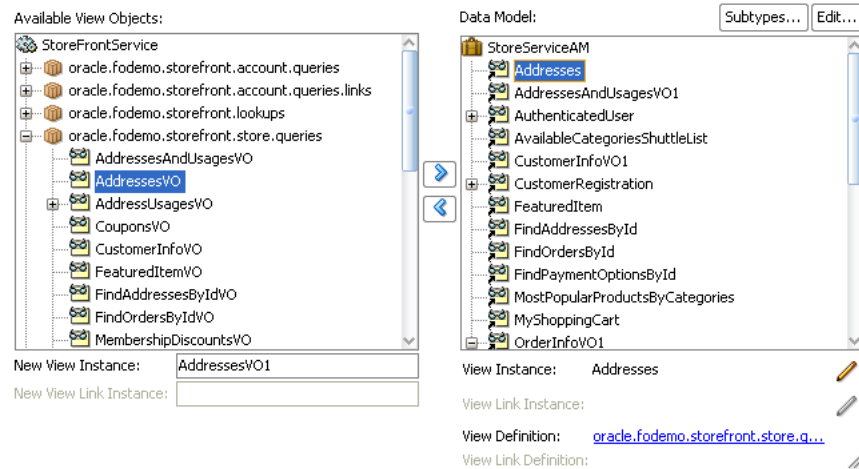 Available View Objects:
StoreFrontService
oracle.fodemo.storefront.account.queries
oracle.fodemo.storefront.account.queries.links
oracle.fodemo.storefront.lookups
oracle.fodemo.storefront.store.queries
AddressesAndUsagesVO
AddressesVO
AddressUsagesVO
CouponsVO
CustomerInfoVO
FeaturedItemVO
FindAddressesByIdVO
FindOrdersByIdVO
MembershipDiscountsVO
New View Instance: AddressesVO1
New View Link Instance:
Data Model: Subtypes... Edit...
StoreServiceAM
Addresses
AddressesAndUsagesVO1
AuthenticatedUser
AvailableCategoriesShuttleList
CustomerInfoVO1
CustomerRegistration
FeaturedItem
FindAddressesById
FindOrdersById
FindPaymentOptionsById
MostPopularProductsByCategories
MyShoppingCart
OrderInfoVO1
View Instance: Addresses
View Link Instance:
View Definition: oracle.fodemo.storefront.store.q...
View Link Definition: